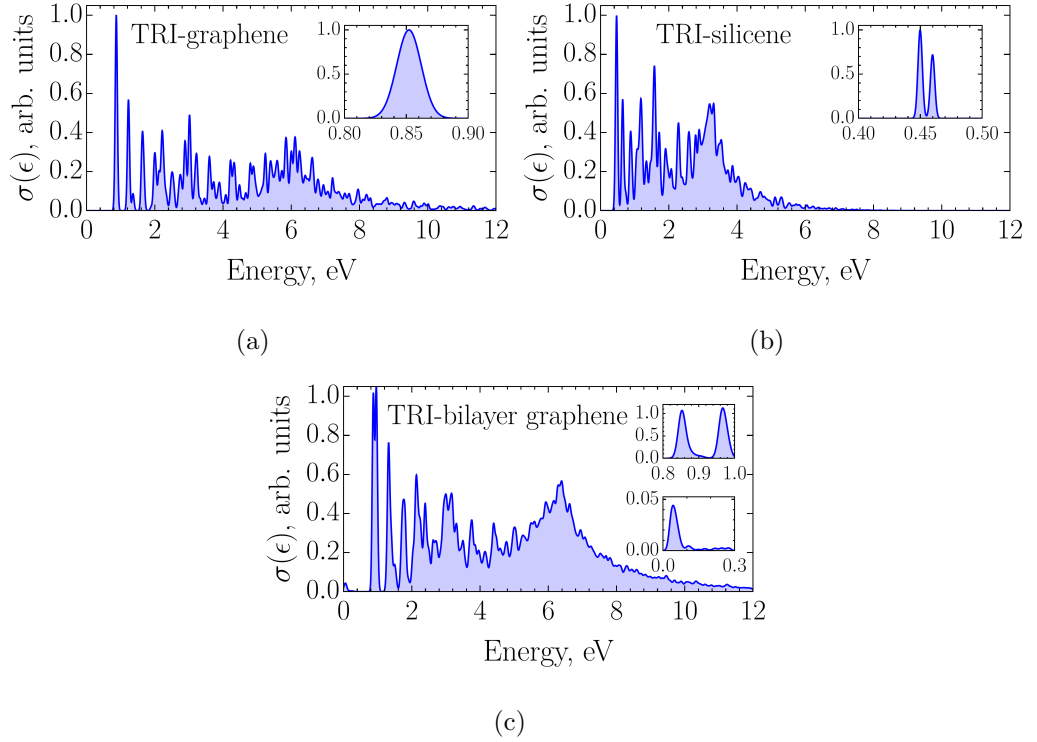 σ(ϵ), arb. units
TRI-graphene
1.0
0.8
0.6
0.4
0.2
0.0
0 2 4 6 8 10 12
Energy, eV
1.0
0.5
0.0
0.80 0.85 0.90
(a)
σ(ϵ), arb. units
TRI-silicene
1.0
0.8
0.6
0.4
0.2
0.0
0 2 4 6 8 10 12
Energy, eV
1.0
0.5
0.0
0.40 0.45 0.50
(b)
σ(ϵ), arb. units
TRI-bilayer graphene
1.0
0.8
0.6
0.4
0.2
0.0
0 2 4 6 8 10 12
Energy, eV
1.0
0.5
0.0
0.8 0.9 1.0
0.05
0.00
0.0 0.3
(c)